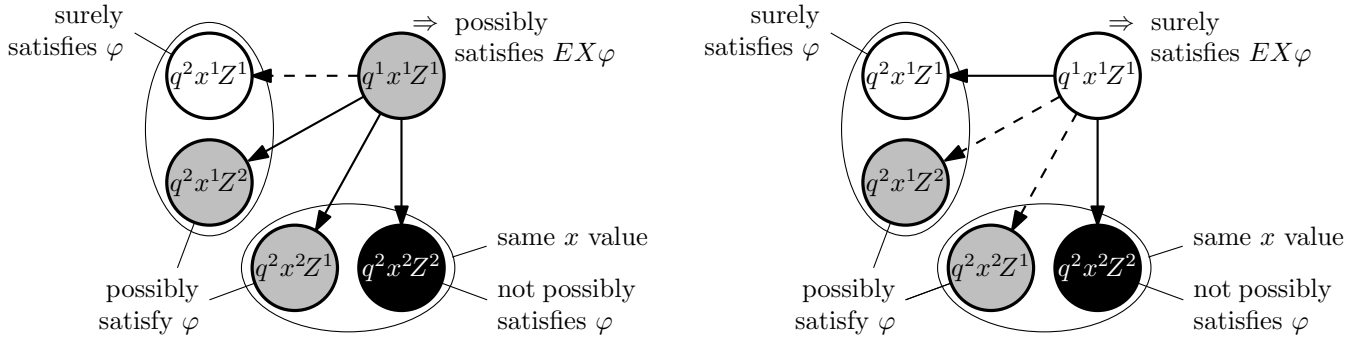 surely
satisfies φ
⇒ possibly
satisfies EXφ
q²x¹Z¹
q¹x¹Z¹
q²x¹Z²
q²x²Z¹
q²x²Z²
same x value
possibly
satisfy φ
not possibly
satisfies φ
surely
satisfies φ
⇒ surely
satisfies EXφ
q²x¹Z¹
q¹x¹Z¹
q²x¹Z²
q²x²Z¹
q²x²Z²
same x value
possibly
satisfy φ
not possibly
satisfies φ